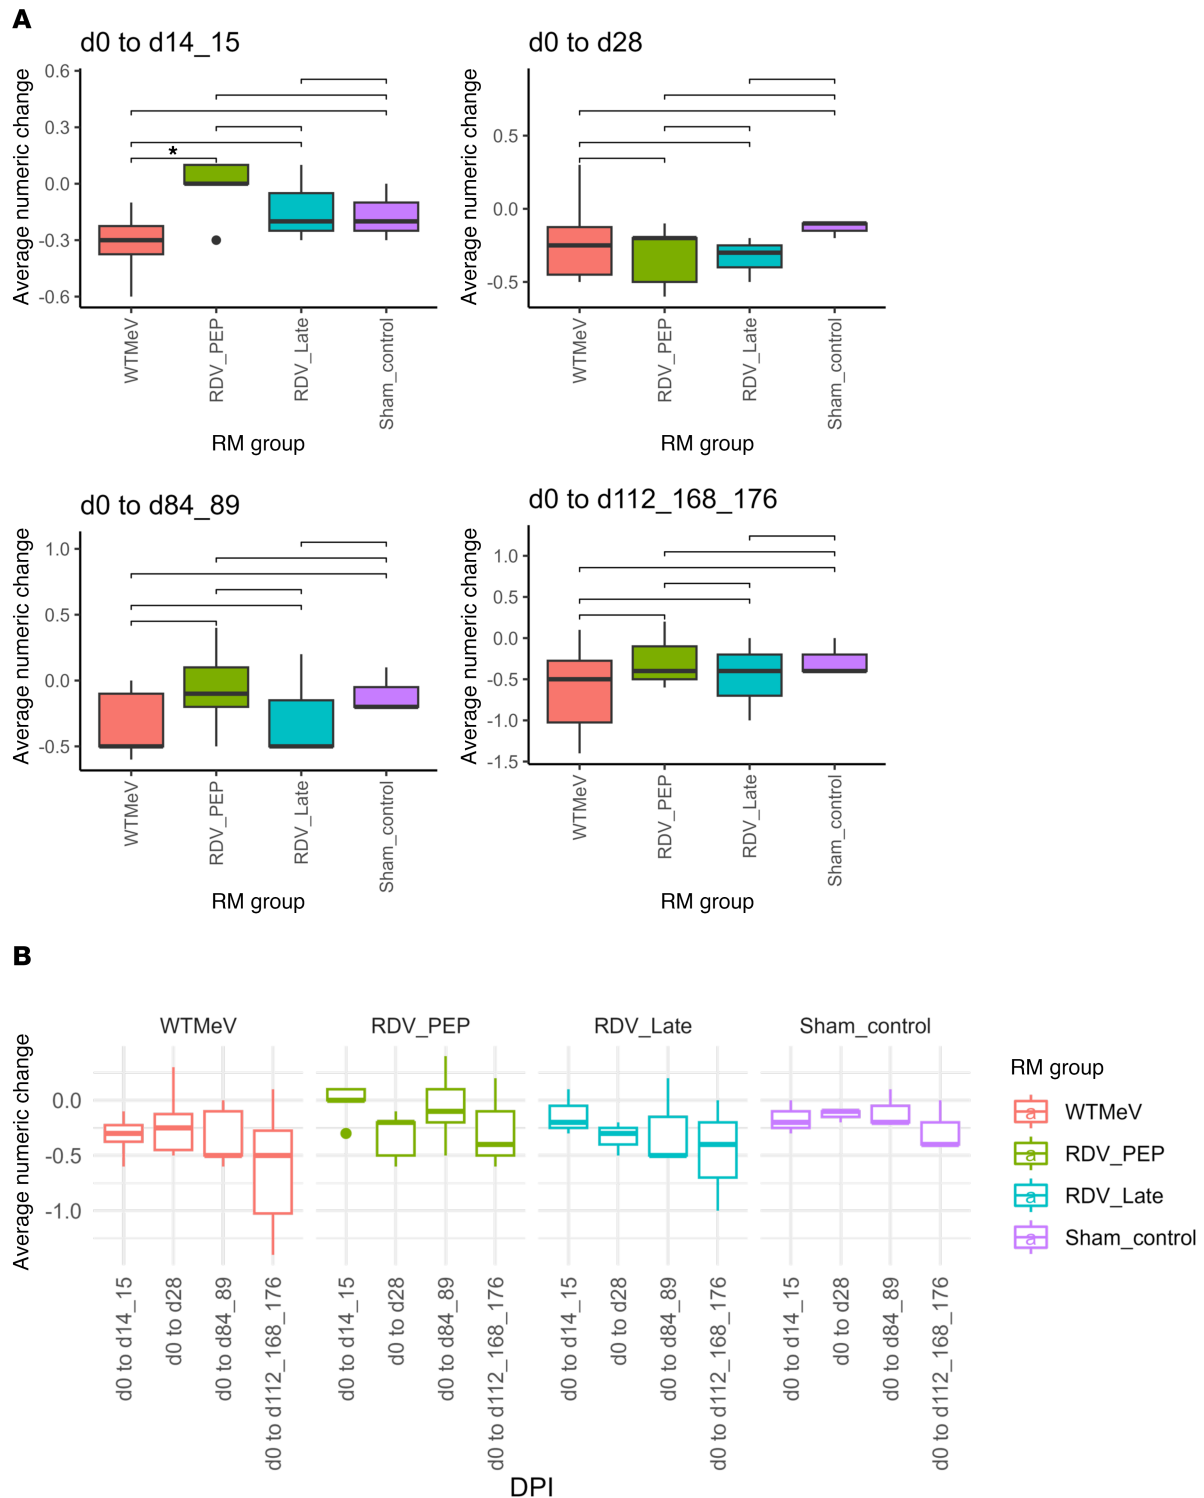 A
d0 to d14_15
Average numeric change
0.6
0.3
0.0
-0.3
-0.6
*
WTMeV
RDV_PEP
RDV_Late
Sham_control
RM group
d0 to d28
Average numeric change
0.5
0.0
-0.5
WTMeV
RDV_PEP
RDV_Late
Sham_control
RM group
d0 to d84_89
Average numeric change
1.0
0.5
0.0
-0.5
WTMeV
RDV_PEP
RDV_Late
Sham_control
RM group
d0 to d112_168_176
Average numeric change
1.0
0.5
0.0
-0.5
-1.0
-1.5
WTMeV
RDV_PEP
RDV_Late
Sham_control
RM group
B
WTMeV
RDV_PEP
RDV_Late
Sham_control
Average numeric change
0.0
-0.5
-1.0
d0 to d14_15
d0 to d28
d0 to d84_89
d0 to d112_168_176
d0 to d14_15
d0 to d28
d0 to d84_89
d0 to d112_168_176
d0 to d14_15
d0 to d28
d0 to d84_89
d0 to d112_168_176
d0 to d14_15
d0 to d28
d0 to d84_89
d0 to d112_168_176
DPI
RM group
a WTMeV
a RDV_PEP
a RDV_Late
a Sham_control